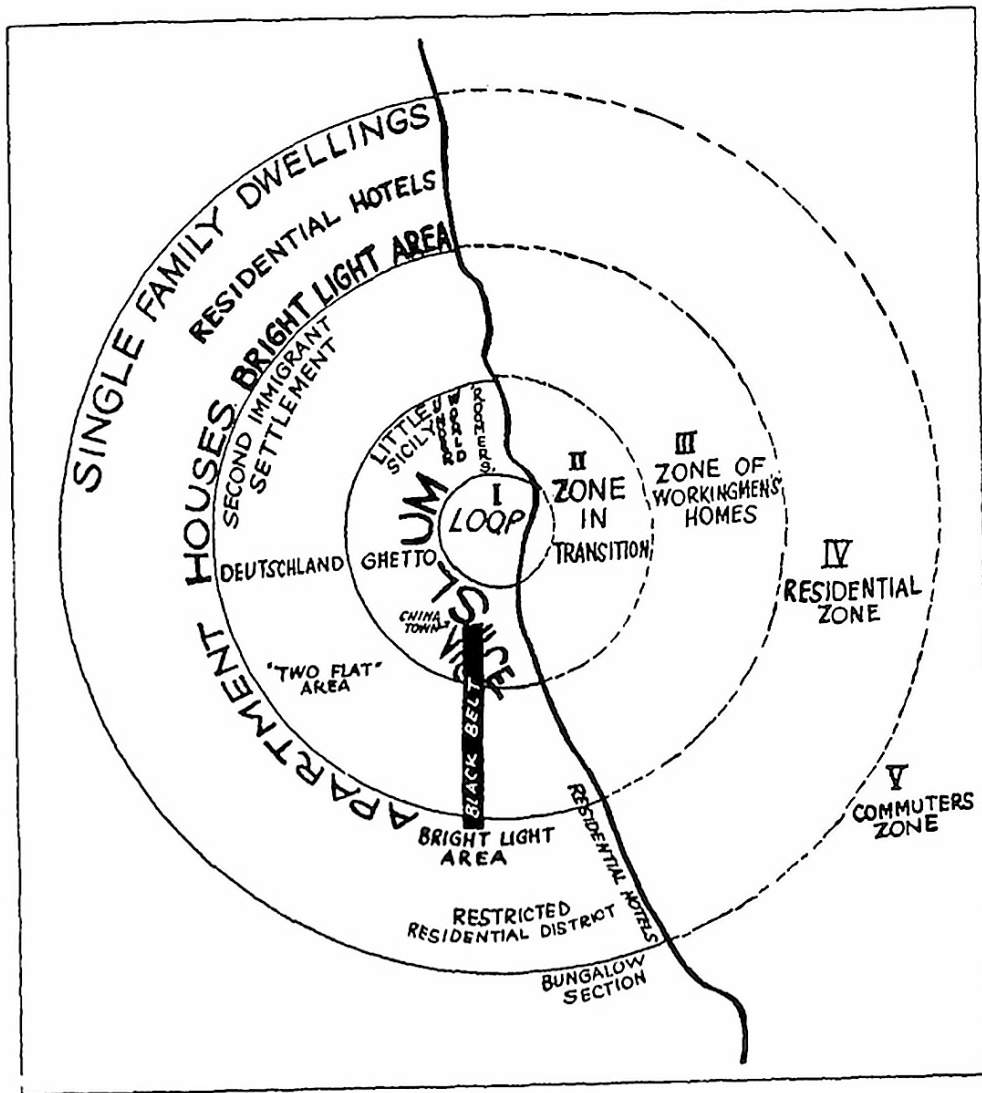 SINGLE FAMILY DWELLINGS
RESIDENTIAL HOTELS
BRIGHT LIGHT AREA
SECOND IMMIGRANT
SETTLEMENT
APARTMENT HOUSES
LITTLE
SICILY
UNDER
WORLD
ROOMERS
I
LOOP
SLUM
GHETTO
DEUTSCHLAND
CHINA
TOWN
VICE
"TWO FLAT"
AREA
BLACK BELT
BRIGHT LIGHT
AREA
RESIDENTIAL HOTELS
RESTRICTED
RESIDENTIAL DISTRICT
BUNGALOW
SECTION
II
ZONE
IN
TRANSITION
III
ZONE OF
WORKINGMEN'S
HOMES
IV
RESIDENTIAL
ZONE
V
COMMUTERS
ZONE